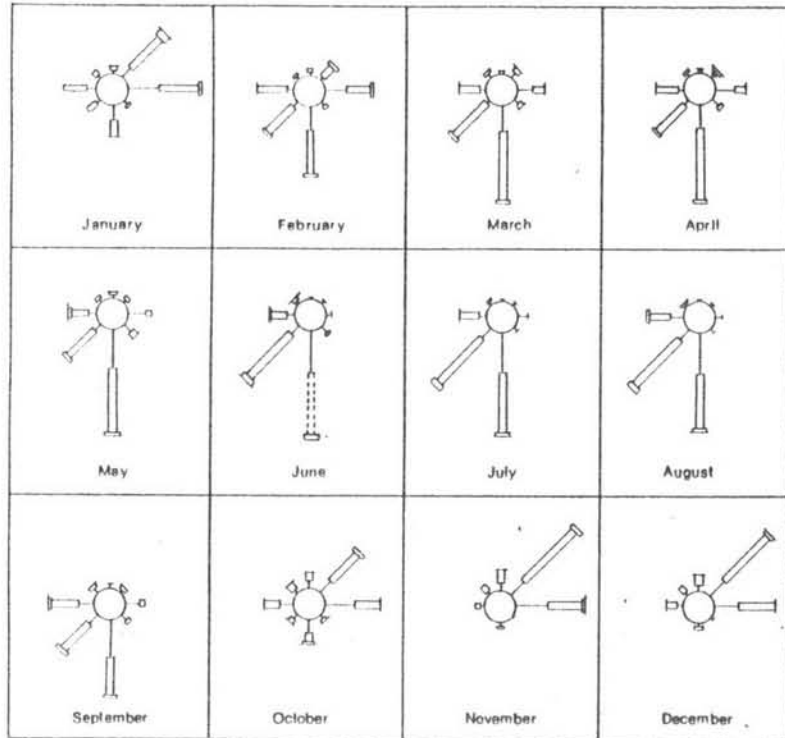 January
February
March
April
May
June
July
August
September
October
November
December